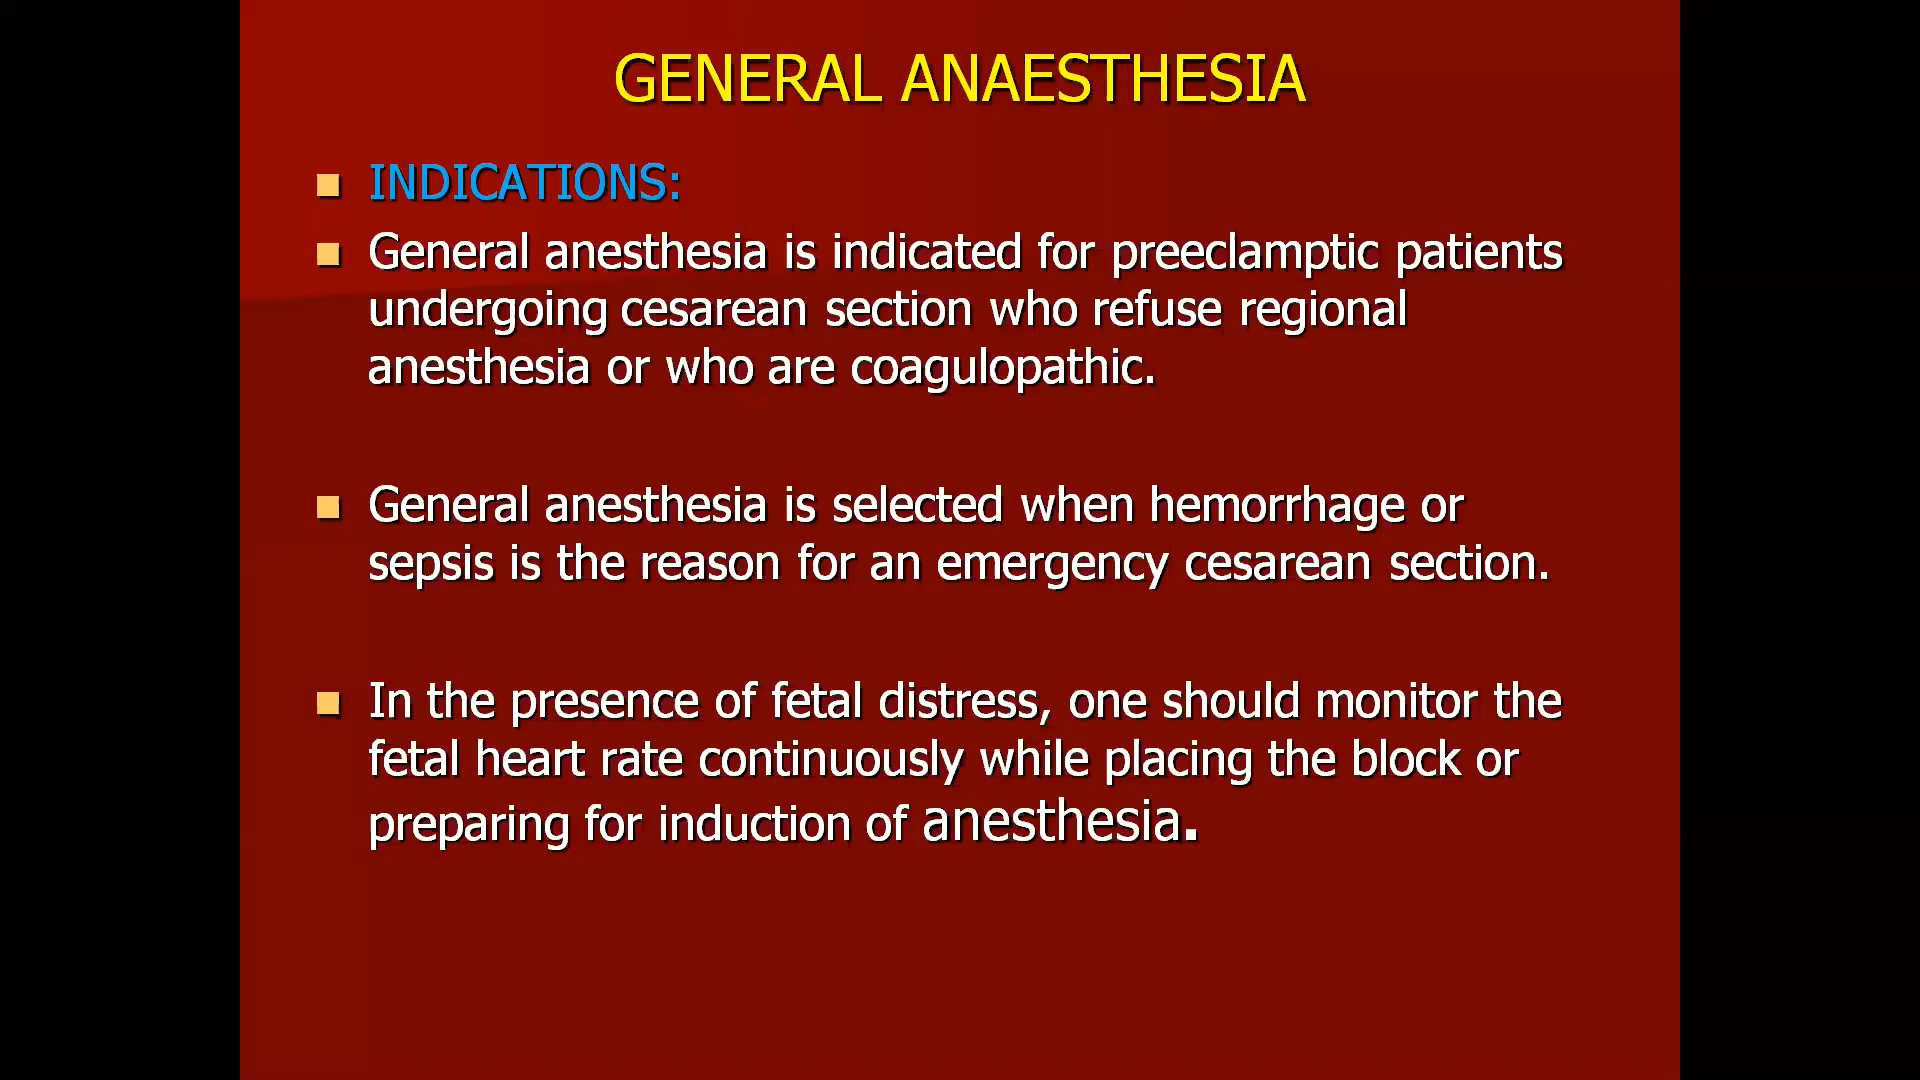 GENERAL ANAESTHESIA
INDICATIONS:
General anesthesia is indicated for preeclamptic patients
undergoing cesarean section who refuse regional
anesthesia or who are coagulopathic.
General anesthesia is selected when hemorrhage or
sepsis is the reason for an emergency cesarean section.
In the presence of fetal distress, one should monitor the
fetal heart rate continuously while placing the block or
preparing for induction of anesthesia.